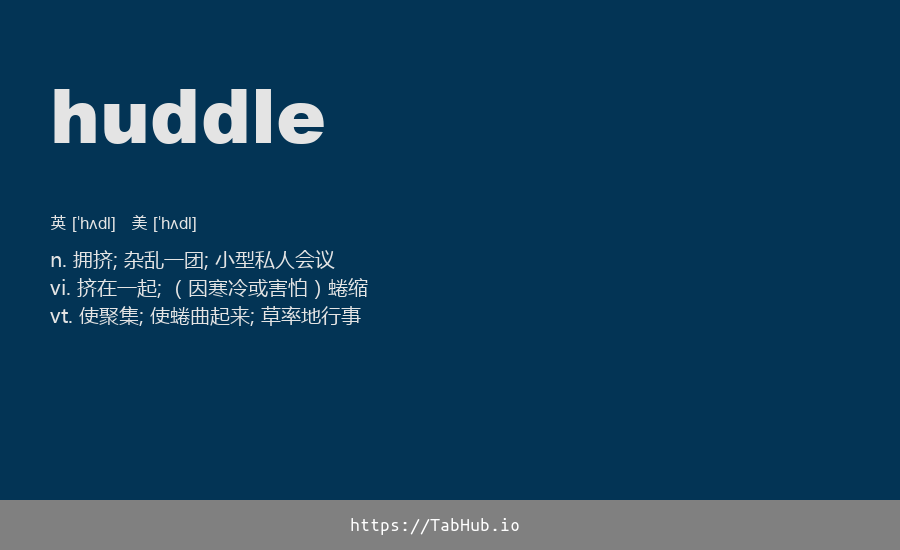 huddle
英 ['hʌdl] 美 ['hʌdl]
n. 拥挤; 杂乱一团; 小型私人会议
vi. 挤在一起; （因寒冷或害怕）蜷缩
vt. 使聚集; 使蜷曲起来; 草率地行事
https://TabHub.io